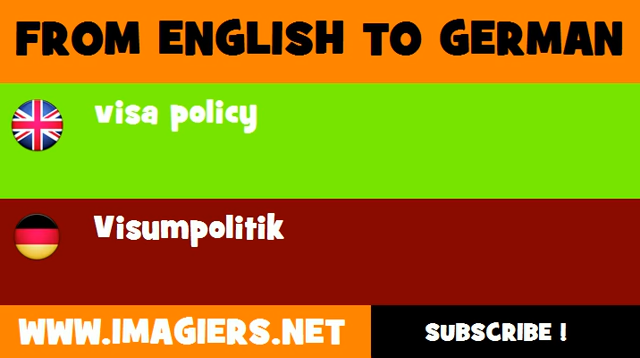 FROM ENGLISH TO GERMAN
visa policy
Visumpolitik
WWW.IMAGIERS.NET
SUBSCRIBE !